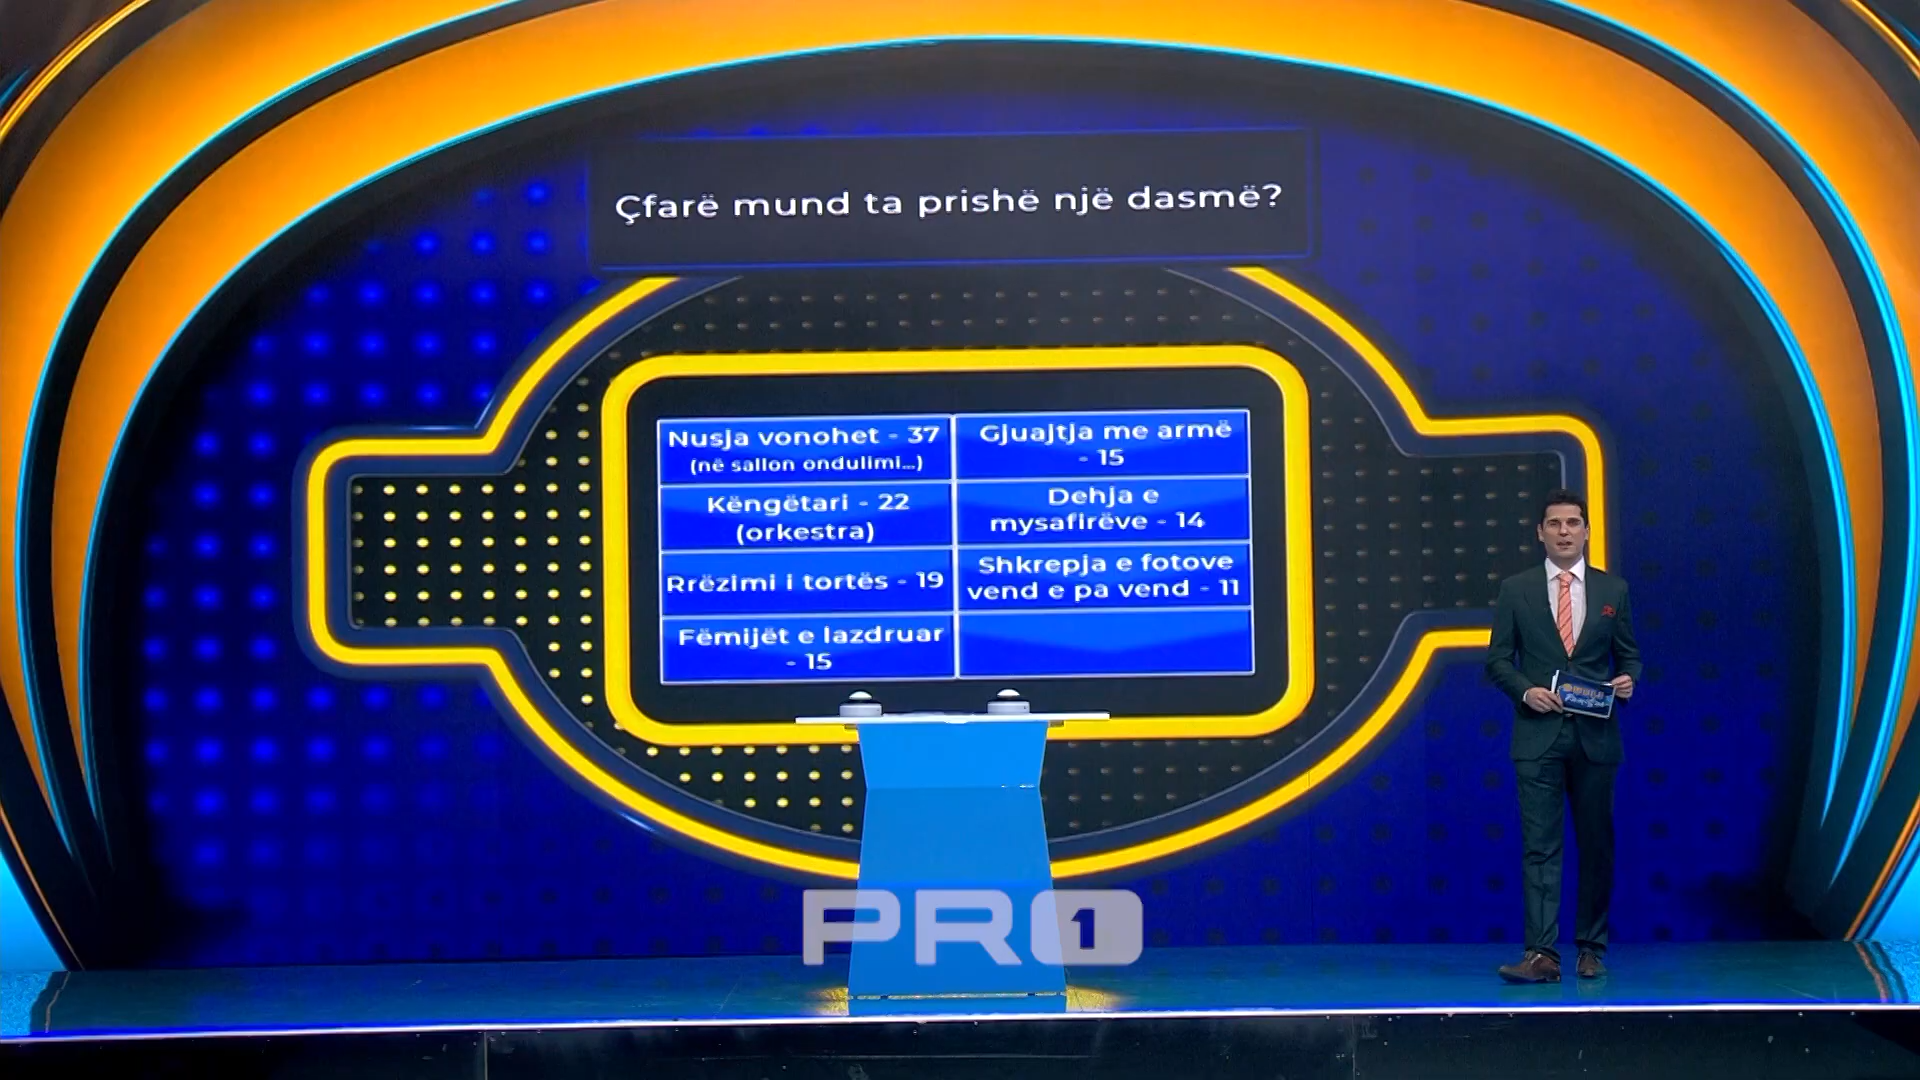 Çfarë mund ta prishë një dasmë?
Nusja vonohet - 37
(në sallon ondulimi...)
Këngëtari - 22
(orkestra)
Rrëzimi i tortës - 19
Fëmijët e lazdruar
- 15
Gjuajtja me armë
- 15
Dehja e
mysafirëve - 14
Shkrepja e fotove
vend e pa vend - 11
PRO1